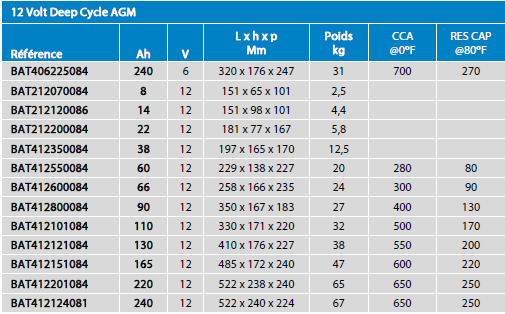 12 Volt Deep Cycle AGM
Référence Ah V L x h x p Mm Poids kg CCA @0°F RES CAP @80°F
BAT406225084 240 6 320 x 176 x 247 31 700 270
BAT212070084 8 12 151 x 65 x 101 2,5
BAT212120086 14 12 151 x 98 x 101 4,4
BAT212200084 22 12 181 x 77 x 167 5,8
BAT412350084 38 12 197 x 165 x 170 12,5
BAT412550084 60 12 229 x 138 x 227 20 280 80
BAT412600084 66 12 258 x 166 x 235 24 300 90
BAT412800084 90 12 350 x 167 x 183 27 400 130
BAT412101084 110 12 330 x 171 x 220 32 500 170
BAT412121084 130 12 410 x 176 x 227 38 550 200
BAT412151084 165 12 485 x 172 x 240 47 600 220
BAT412201084 220 12 522 x 238 x 240 65 650 250
BAT412124081 240 12 522 x 240 x 224 67 650 250